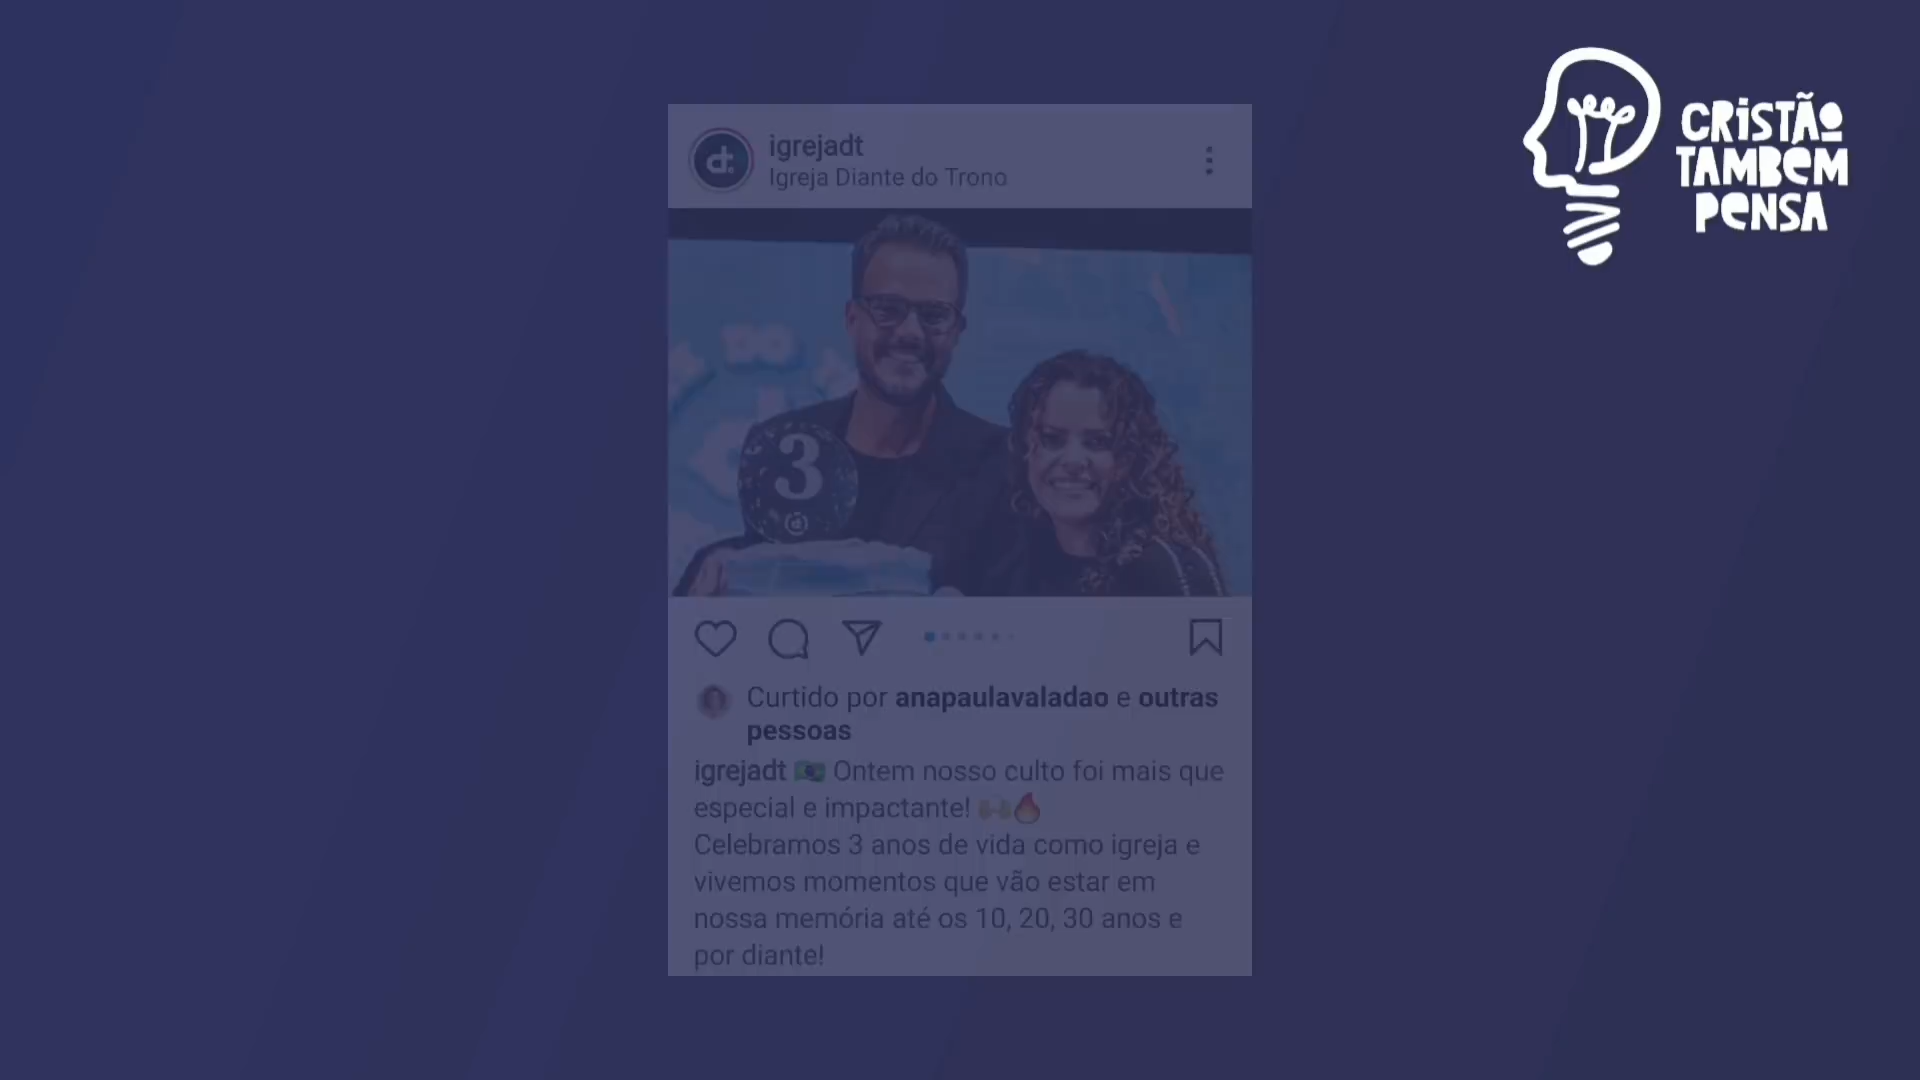 igrejadt
Igreja Diante do Trono
CRISTÃO
TAMBÉM
PENSA
3
Curtido por anapaulavaladao e outras
pessoas
igrejadt 🇧🇷 Ontem nosso culto foi mais que
especial e impactante! 🙌🔥
Celebramos 3 anos de vida como igreja e
vivemos momentos que vão estar em
nossa memória até os 10, 20, 30 anos e
por diante!